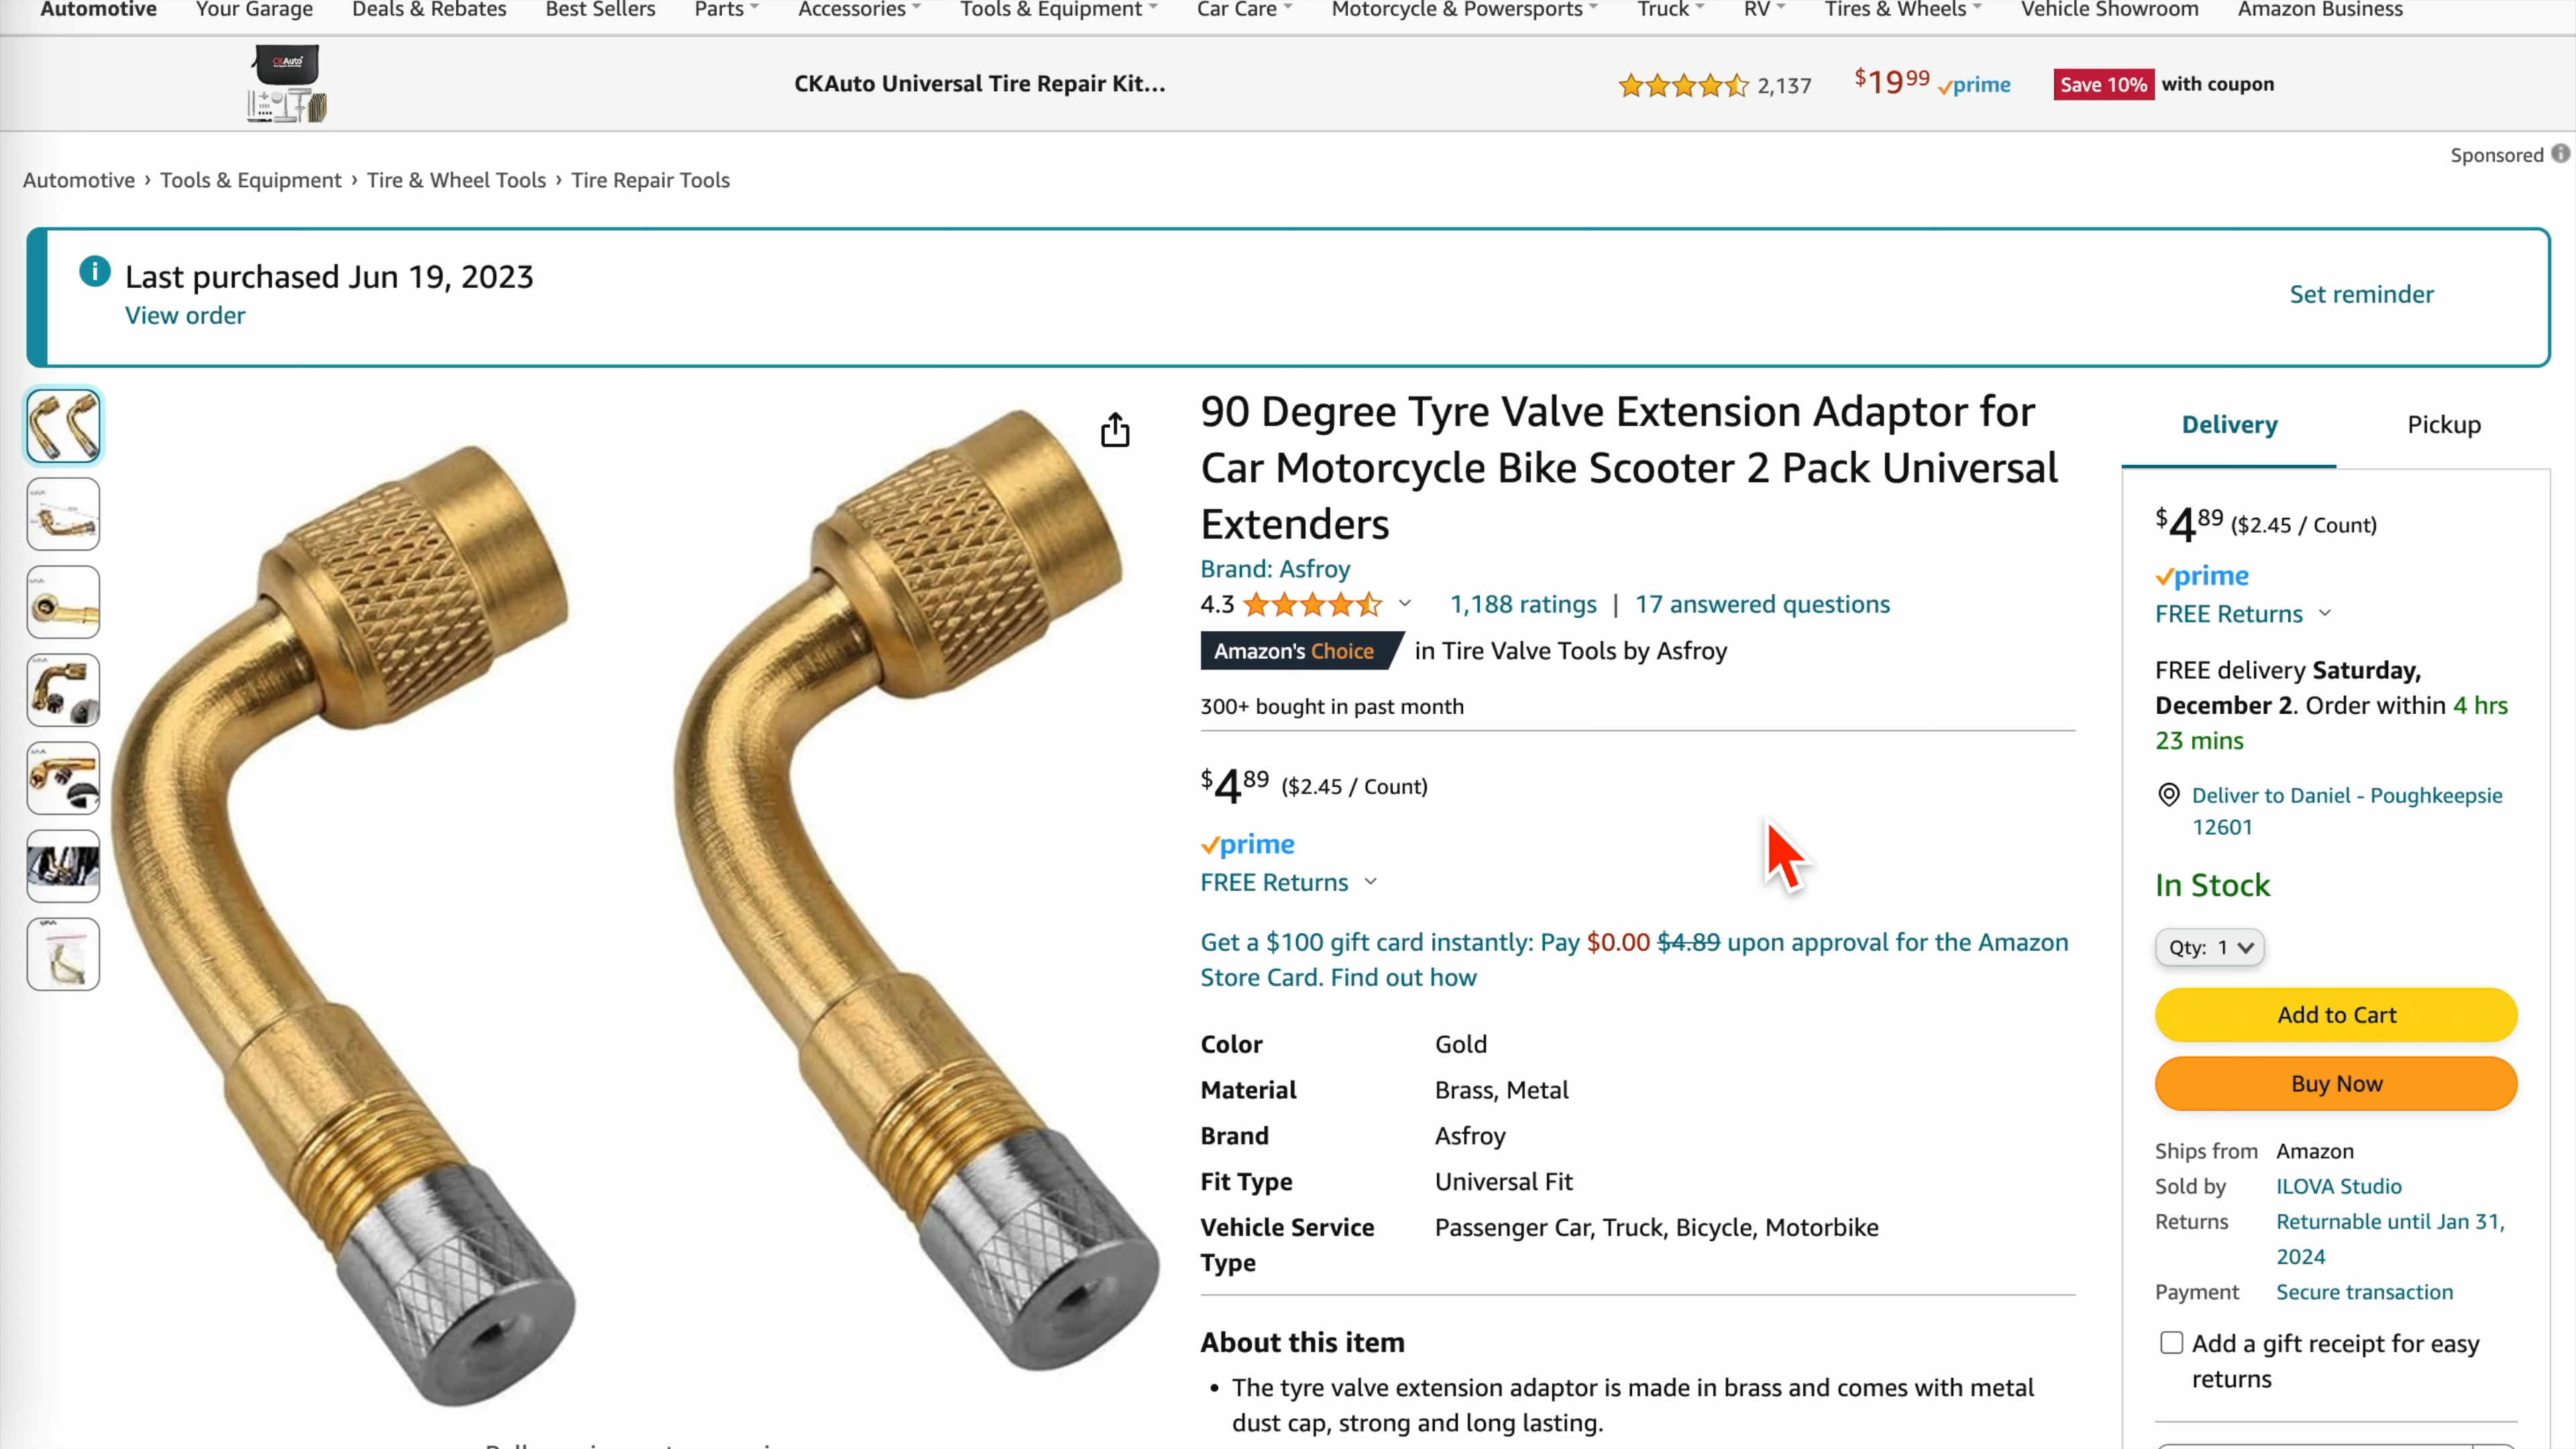 Automotive Your Garage Deals & Rebates Best Sellers Parts Accessories Tools & Equipment Car Care Motorcycle & Powersports Truck RV Tires & Wheels Vehicle Showroom Amazon Business
CKAuto
CKAuto Universal Tire Repair Kit... 2,137 $19.99 prime Save 10% with coupon
Sponsored
Automotive › Tools & Equipment › Tire & Wheel Tools › Tire Repair Tools
Last purchased Jun 19, 2023
View order
Set reminder
90 Degree Tyre Valve Extension Adaptor for
Car Motorcycle Bike Scooter 2 Pack Universal
Extenders
Brand: Asfroy
4.3 1,188 ratings | 17 answered questions
Amazon's Choice in Tire Valve Tools by Asfroy
300+ bought in past month
$4.89 ($2.45 / Count)
prime
FREE Returns
Get a $100 gift card instantly: Pay $0.00 $4.89 upon approval for the Amazon
Store Card. Find out how
Color Gold
Material Brass, Metal
Brand Asfroy
Fit Type Universal Fit
Vehicle Service Passenger Car, Truck, Bicycle, Motorbike
Type
About this item
• The tyre valve extension adaptor is made in brass and comes with metal
dust cap, strong and long lasting.
Delivery Pickup
$4.89 ($2.45 / Count)
prime
FREE Returns
FREE delivery Saturday,
December 2. Order within 4 hrs
23 mins
Deliver to Daniel - Poughkeepsie
12601
In Stock
Qty: 1
Add to Cart
Buy Now
Ships from Amazon
Sold by ILOVA Studio
Returns Returnable until Jan 31,
2024
Payment Secure transaction
Add a gift receipt for easy
returns